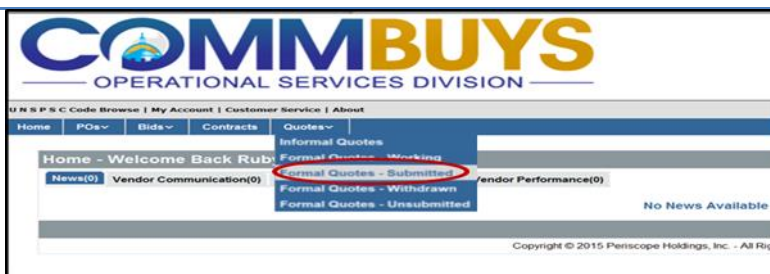 COMMBUYS
OPERATIONAL SERVICES DIVISION
U N S P S C Code Browse | My Account | Customer Service | About
Home POs Bids Contracts Quotes
Informal Quotes
Home - Welcome Back Rub
Formal Quotes - Working
News(0) Vendor Communication(0) Formal Quotes - Submitted Vendor Performance(0)
Formal Quotes - Withdrawn
Formal Quotes - Unsubmitted
No News Available
Copyright © 2015 Periscope Holdings, Inc. - All Rig